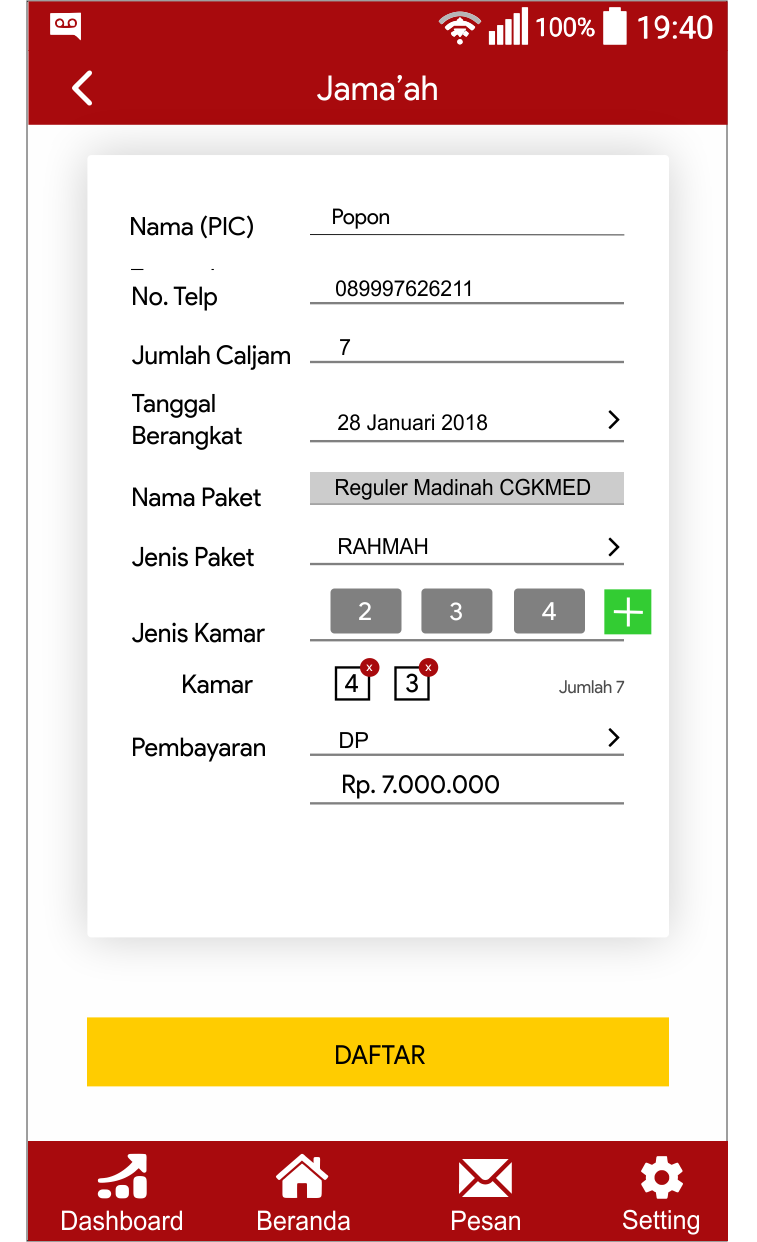 100% 19:40
Jama’ah
Nama (PIC) Popon
No. Telp 089997626211
Jumlah Caljam 7
Tanggal
Berangkat 28 Januari 2018
Nama Paket Reguler Madinah CGKMED
Jenis Paket RAHMAH
Jenis Kamar 2 3 4
Kamar 4 x 3 x Jumlah 7
Pembayaran DP
Rp. 7.000.000
DAFTAR
Dashboard Beranda Pesan Setting